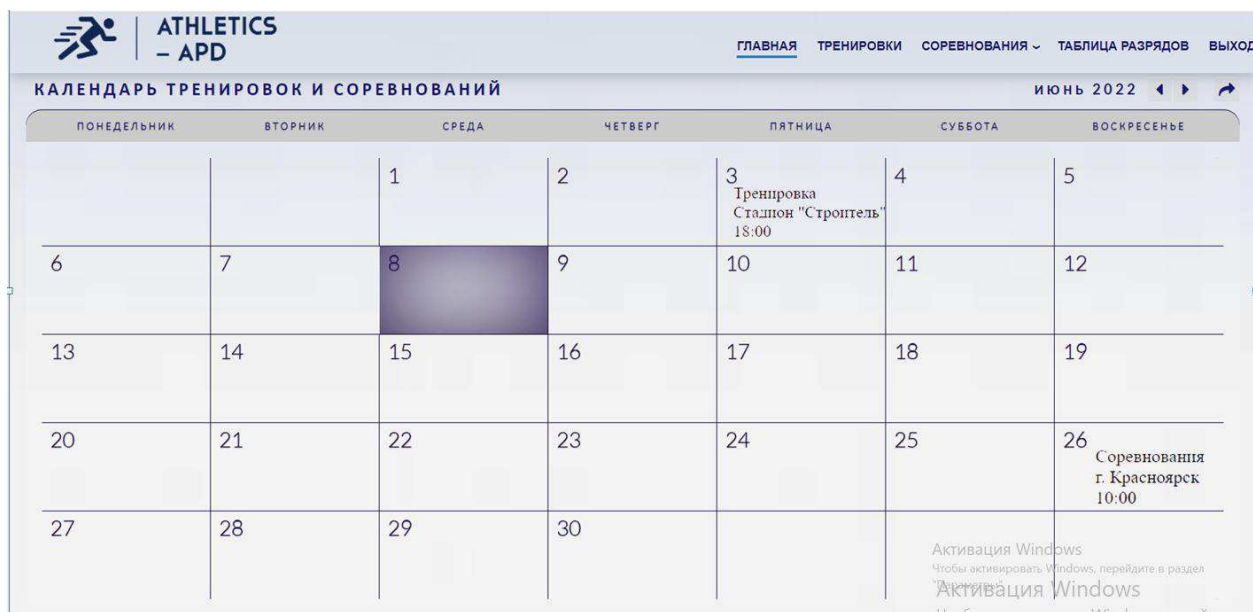 ATHLETICS
– APD
ГЛАВНАЯ ТРЕНИРОВКИ СОРЕВНОВАНИЯ ТАБЛИЦА РАЗРЯДОВ ВЫХОД
КАЛЕНДАРЬ ТРЕНИРОВОК И СОРЕВНОВАНИЙ
ИЮНЬ 2022
ПОНЕДЕЛЬНИК ВТОРНИК СРЕДА ЧЕТВЕРГ ПЯТНИЦА СУББОТА ВОСКРЕСЕНЬЕ
1 2 3 4 5
Тренировка
Стадион "Строитель"
18:00
6 7 8 9 10 11 12
13 14 15 16 17 18 19
20 21 22 23 24 25 26
Соревнования
г. Красноярск
10:00
27 28 29 30
Активация Windows
Чтобы активировать Windows, перейдите в раздел
"Параметры".
Активация Windows